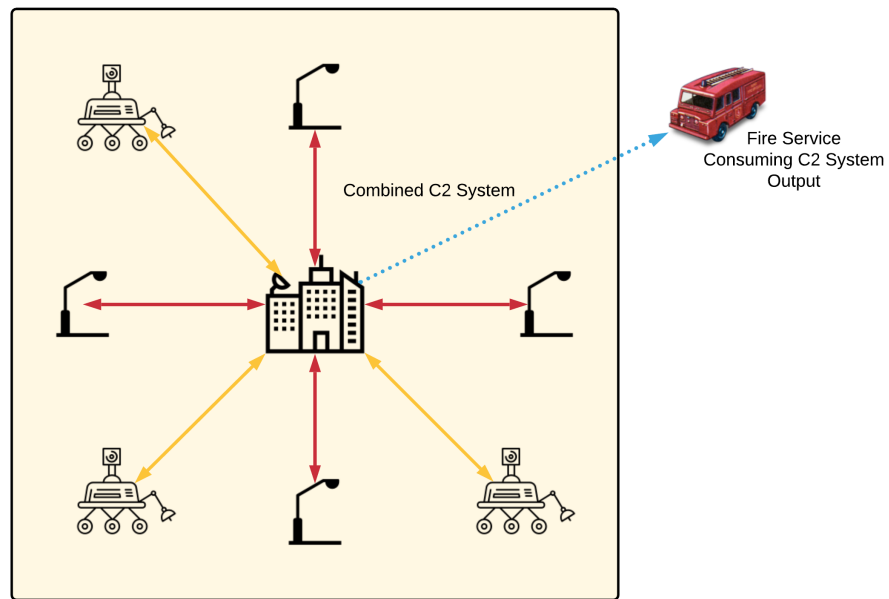 Combined C2 System
Fire Service
Consuming C2 System
Output